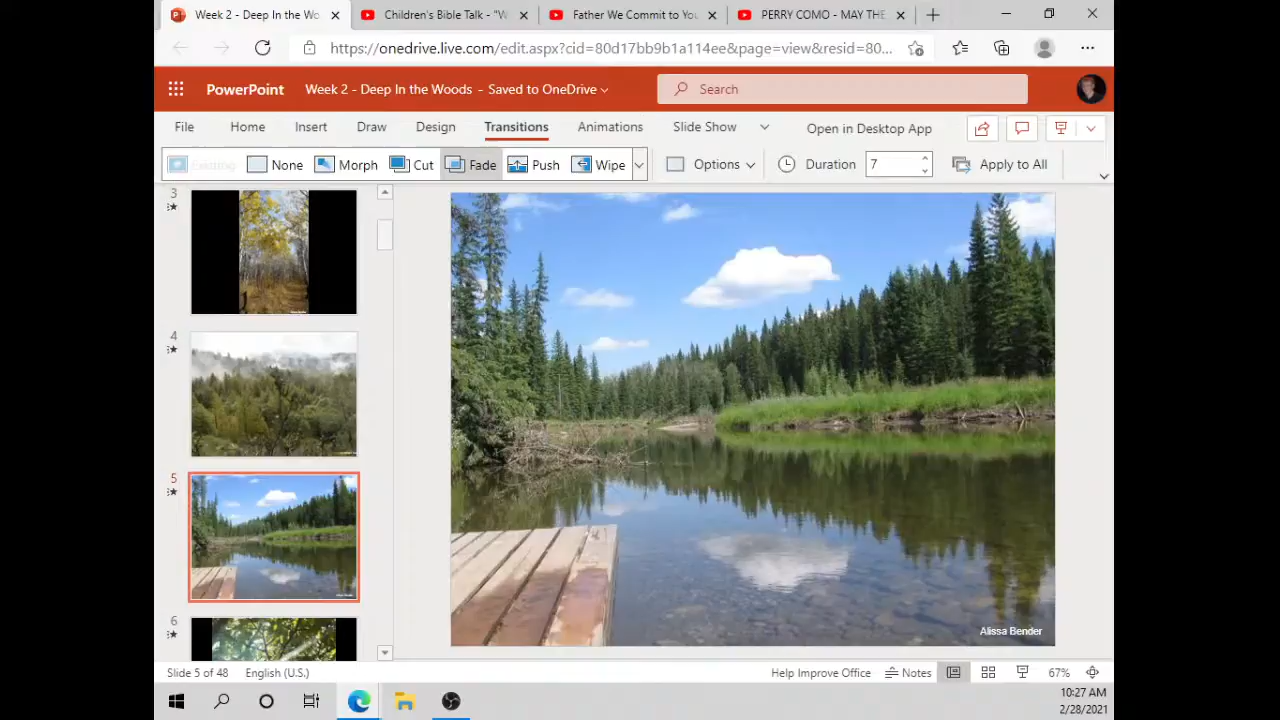 Week 2 - Deep In the Wo
Children's Bible Talk - "W
Father We Commit to You
PERRY COMO - MAY THE
https://onedrive.live.com/edit.aspx?cid=80d17bb9b1a114ee&page=view&resid=80...
PowerPoint
Week 2 - Deep In the Woods - Saved to OneDrive
Search
File
Home
Insert
Draw
Design
Transitions
Animations
Slide Show
Open in Desktop App
Existing
None
Morph
Cut
Fade
Push
Wipe
Options
Duration
7
Apply to All
3
4
5
6
Alissa Bender
Slide 5 of 48
English (U.S.)
Help Improve Office
Notes
67%
10:27 AM
2/28/2021